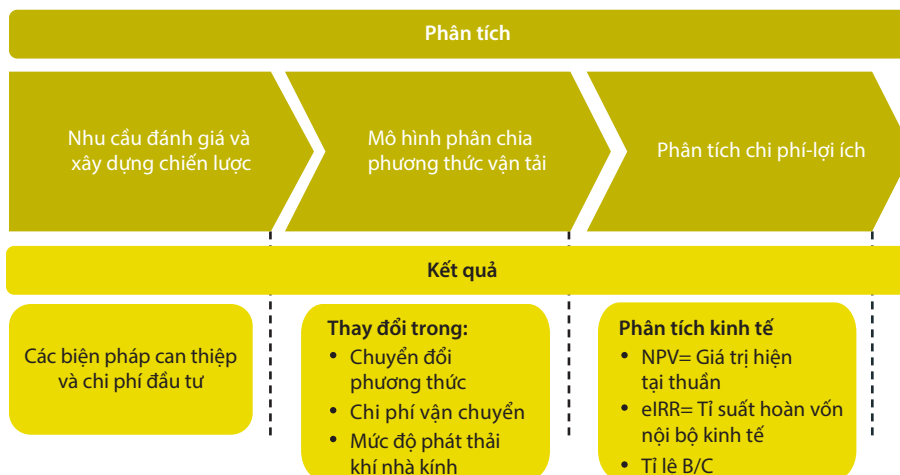 Phân tích
Nhu cầu đánh giá và
xây dựng chiến lược
Mô hình phân chia
phương thức vận tải
Phân tích chi phí-lợi ích
Kết quả
Các biện pháp can thiệp
và chi phí đầu tư
Thay đổi trong:
• Chuyển đổi
phương thức
• Chi phí vận chuyển
• Mức độ phát thải
khí nhà kính
Phân tích kinh tế
• NPV= Giá trị hiện
tại thuần
• eIRR= Tỉ suất hoàn vốn
nội bộ kinh tế
• Tỉ lệ B/C